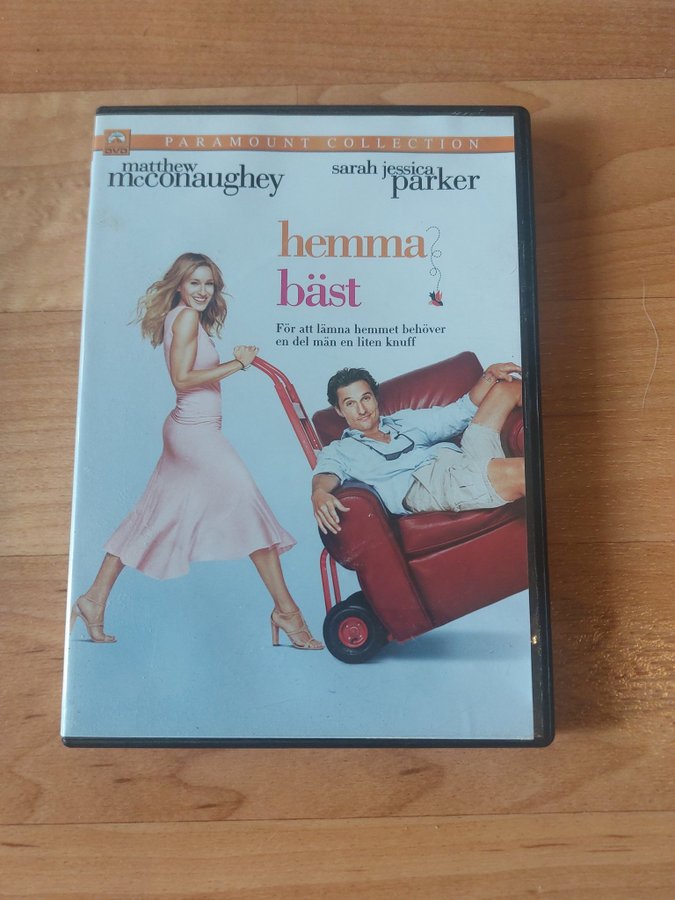 DVD
PARAMOUNT COLLECTION
matthew
mcconaughey
sarah jessica
parker
hemma
bäst
För att lämna hemmet behöver
en del män en liten knuff